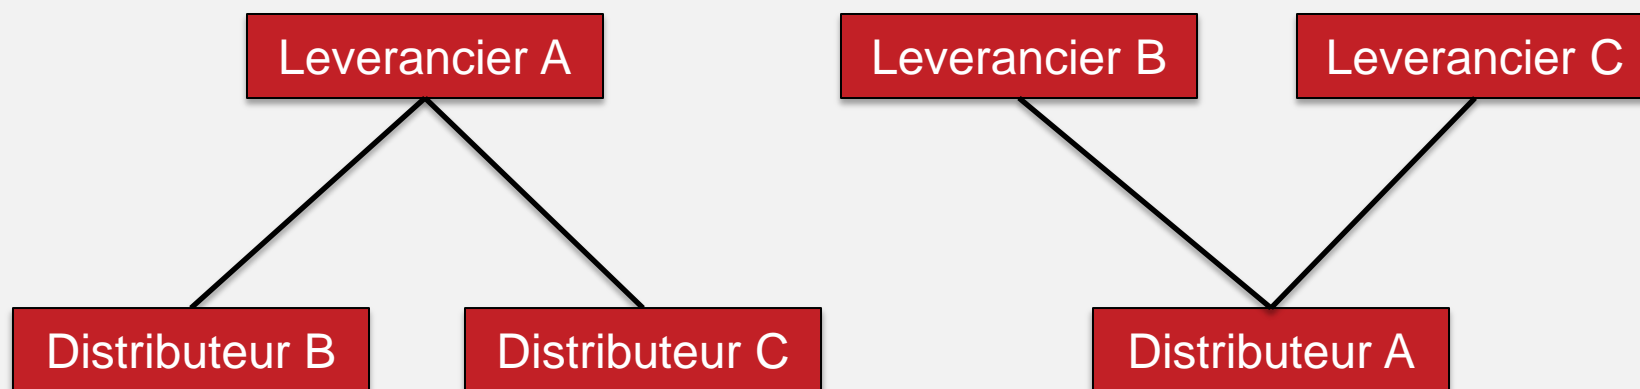 Leverancier A
Leverancier B
Leverancier C
Distributeur B
Distributeur C
Distributeur A